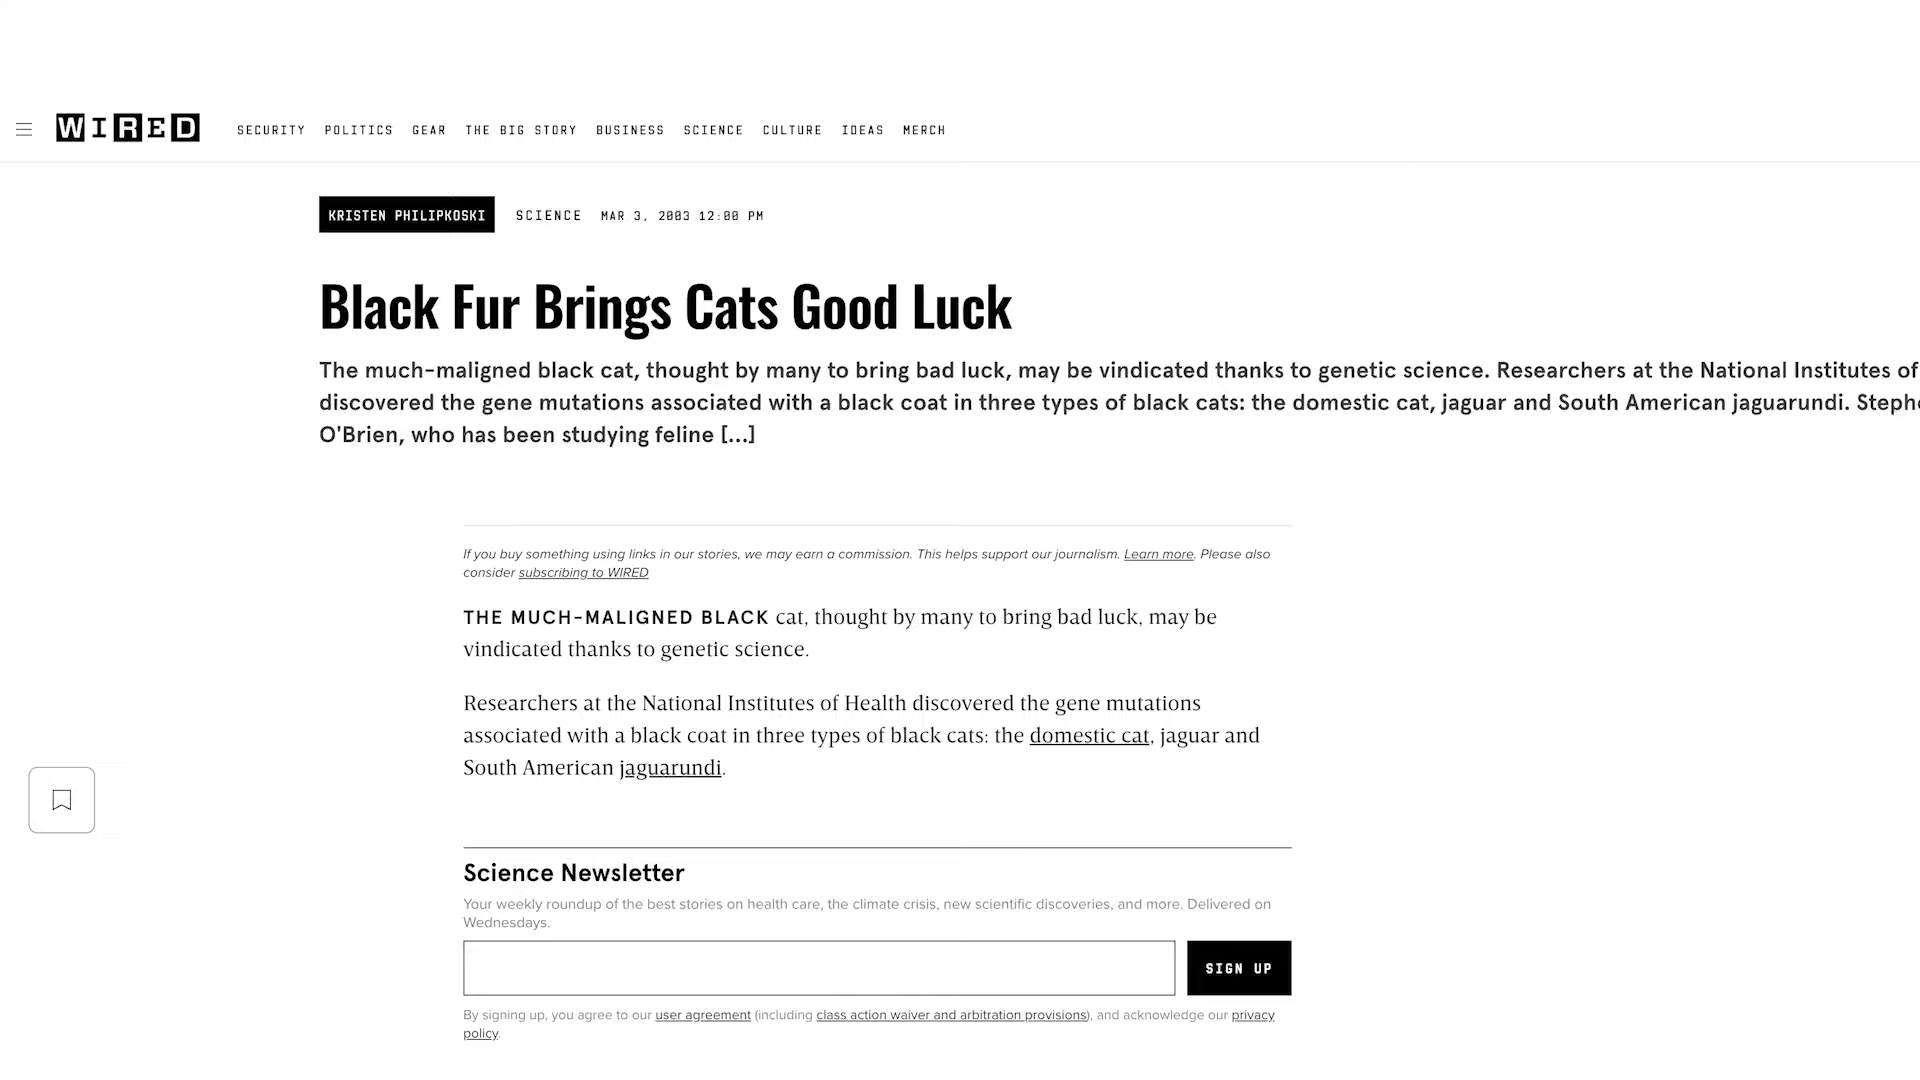 WIRED
SECURITY POLITICS GEAR THE BIG STORY BUSINESS SCIENCE CULTURE IDEAS MERCH
KRISTEN PHILIPKOSKI SCIENCE MAR 3, 2003 12:00 PM
Black Fur Brings Cats Good Luck
The much-maligned black cat, thought by many to bring bad luck, may be vindicated thanks to genetic science. Researchers at the National Institutes of
discovered the gene mutations associated with a black coat in three types of black cats: the domestic cat, jaguar and South American jaguarundi.
O'Brien, who has been studying feline [...]
If you buy something using links in our stories, we may earn a commission. This helps support our journalism. Learn more. Please also
consider subscribing to WIRED
THE MUCH-MALIGNED BLACK cat, thought by many to bring bad luck, may be
vindicated thanks to genetic science.
Researchers at the National Institutes of Health discovered the gene mutations
associated with a black coat in three types of black cats: the domestic cat, jaguar and
South American jaguarundi.
Science Newsletter
Your weekly roundup of the best stories on health care, the climate crisis, new scientific discoveries, and more. Delivered on
Wednesdays.
SIGN UP
By signing up, you agree to our user agreement (including class action waiver and arbitration provisions), and acknowledge our privacy
policy.